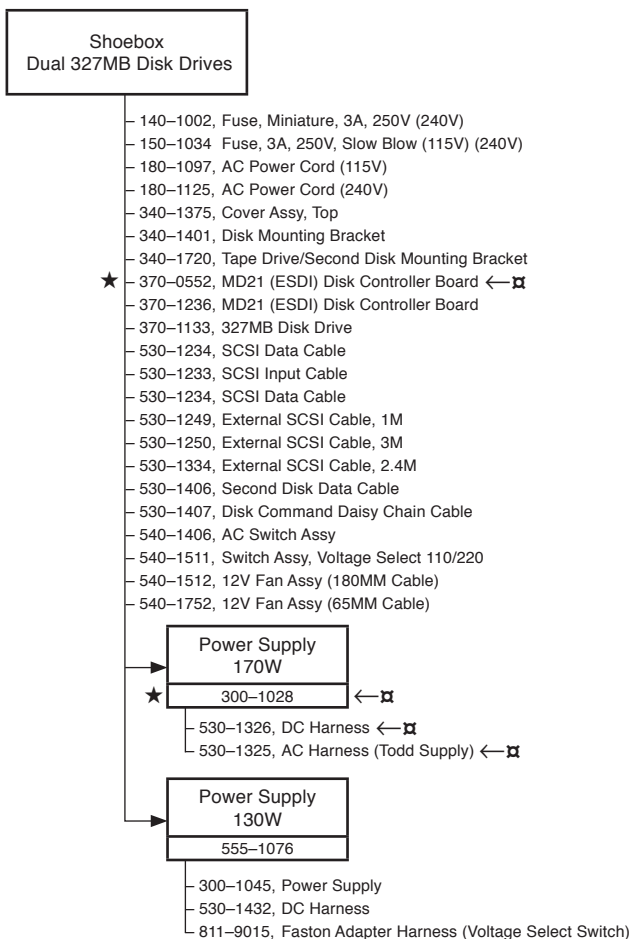 Shoebox
Dual 327MB Disk Drives
140–1002, Fuse, Miniature, 3A, 250V (240V)
150–1034 Fuse, 3A, 250V, Slow Blow (115V) (240V)
180–1097, AC Power Cord (115V)
180–1125, AC Power Cord (240V)
340–1375, Cover Assy, Top
340–1401, Disk Mounting Bracket
340–1720, Tape Drive/Second Disk Mounting Bracket
★ 370–0552, MD21 (ESDI) Disk Controller Board ←¤
370–1236, MD21 (ESDI) Disk Controller Board
370–1133, 327MB Disk Drive
530–1234, SCSI Data Cable
530–1233, SCSI Input Cable
530–1234, SCSI Data Cable
530–1249, External SCSI Cable, 1M
530–1250, External SCSI Cable, 3M
530–1334, External SCSI Cable, 2.4M
530–1406, Second Disk Data Cable
530–1407, Disk Command Daisy Chain Cable
540–1406, AC Switch Assy
540–1511, Switch Assy, Voltage Select 110/220
540–1512, 12V Fan Assy (180MM Cable)
540–1752, 12V Fan Assy (65MM Cable)
Power Supply
170W
★ 300–1028 ←¤
530–1326, DC Harness ←¤
530–1325, AC Harness (Todd Supply) ←¤
Power Supply
130W
555–1076
300–1045, Power Supply
530–1432, DC Harness
811–9015, Faston Adapter Harness (Voltage Select Switch)